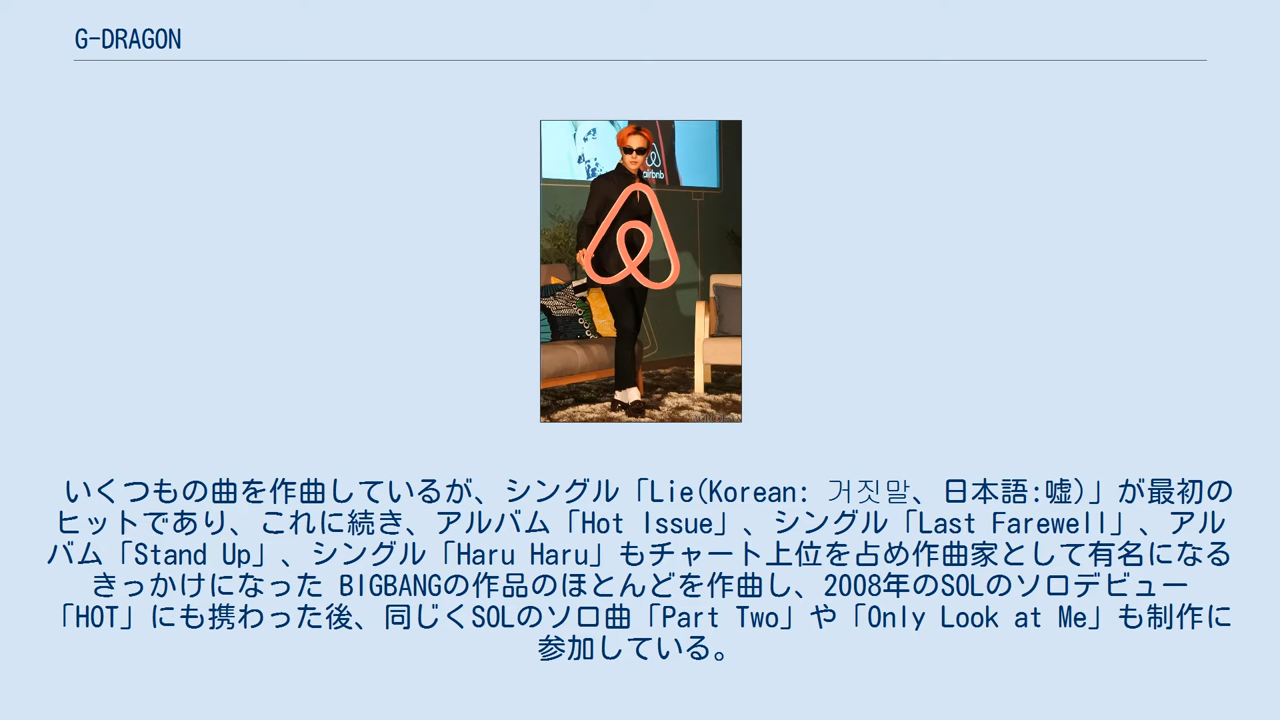 G-DRAGON
airbnb
いくつもの曲を作曲しているが、シングル「Lie(Korean: 거짓말、日本語:嘘)」が最初の
ヒットであり、これに続き、アルバム「Hot Issue」、シングル「Last Farewell」、アル
バム「Stand Up」、シングル「Haru Haru」もチャート上位を占め作曲家として有名になる
きっかけになった BIGBANGの作品のほとんどを作曲し、2008年のSOLのソロデビュー
「HOT」にも携わった後、同じくSOLのソロ曲「Part Two」や「Only Look at Me」も制作に
参加している。